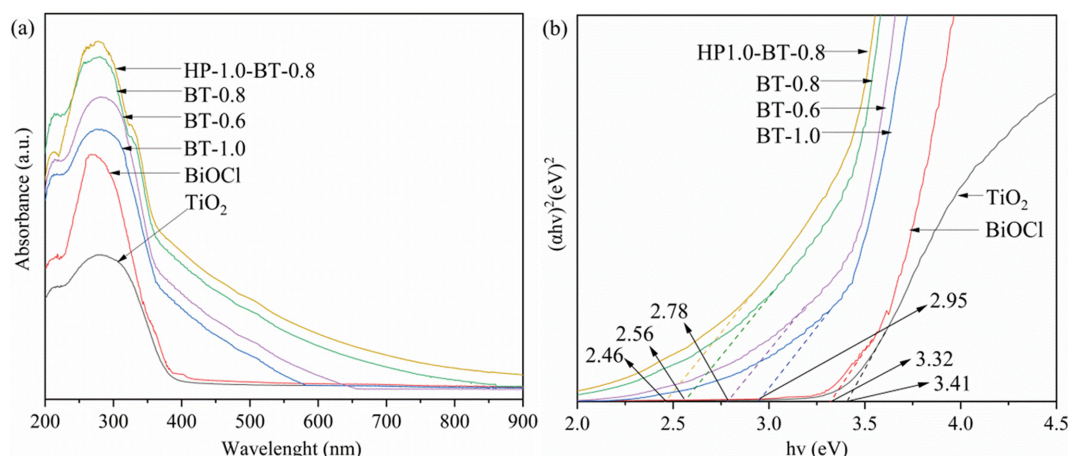 (a)
HP-1.0-BT-0.8
BT-0.8
BT-0.6
BT-1.0
BiOCl
TiO2
Absorbance (a.u.)
200 300 400 500 600 700 800 900
Wavelenght (nm)
(b)
HP1.0-BT-0.8
BT-0.8
BT-0.6
BT-1.0
TiO2
BiOCl
2.95
2.78
2.56
2.46
3.32
3.41
(αhv)²(eV)²
2.0 2.5 3.0 3.5 4.0 4.5
hv (eV)